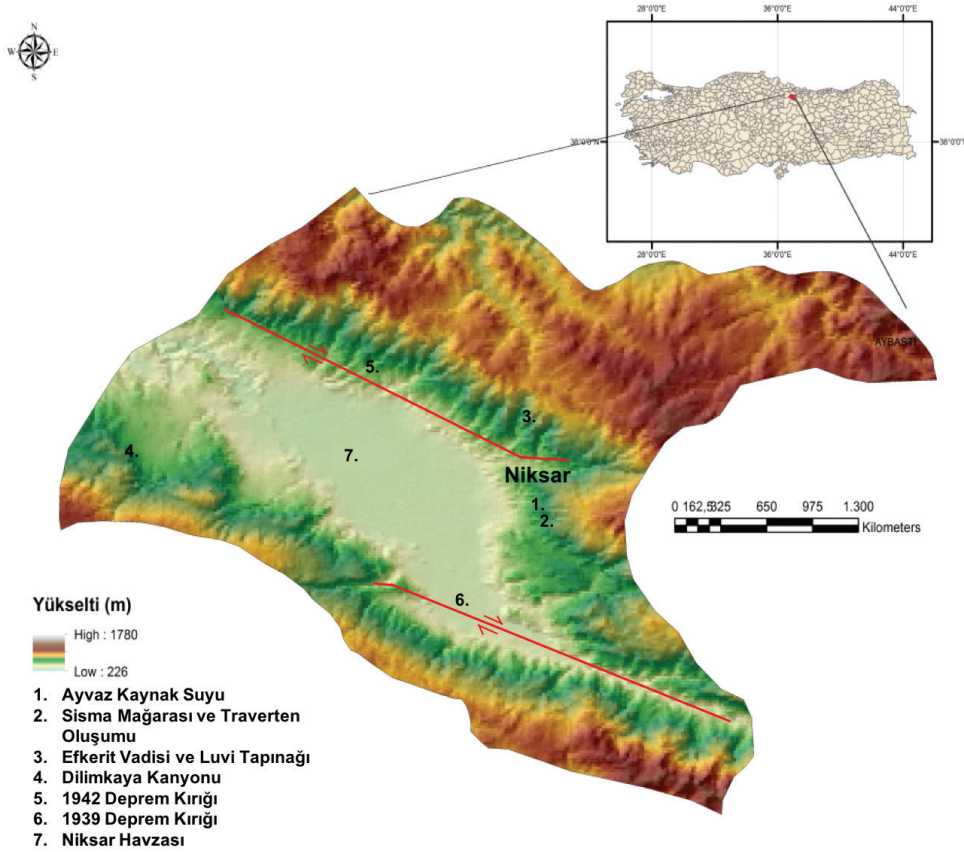 N
W E
S
28°0'0"E 36°0'0"E 44°0'0"E
38°0'0"N 38°0'0"N
28°0'0"E 36°0'0"E 44°0'0"E
AYBASTI
5.
3.
4.
7.
Niksar
1.
2.
6.
0 162,5325 650 975 1.300
Kilometers
Yükselti (m)
High : 1780
Low : 226
1. Ayvaz Kaynak Suyu
2. Sisma Mağarası ve Traverten
Oluşumu
3. Efkerit Vadisi ve Luvi Tapınağı
4. Dilimkaya Kanyonu
5. 1942 Deprem Kırığı
6. 1939 Deprem Kırığı
7. Niksar Havzası